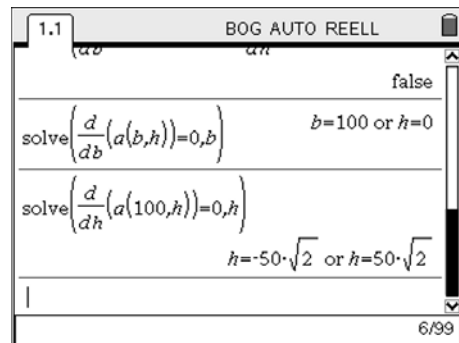 1.1 BOG AUTO REELL
false
solve(d/db(a(b,h))=0,b) b=100 or h=0
solve(d/dh(a(100,h))=0,h)
h=-50·√2 or h=50·√2
6/99